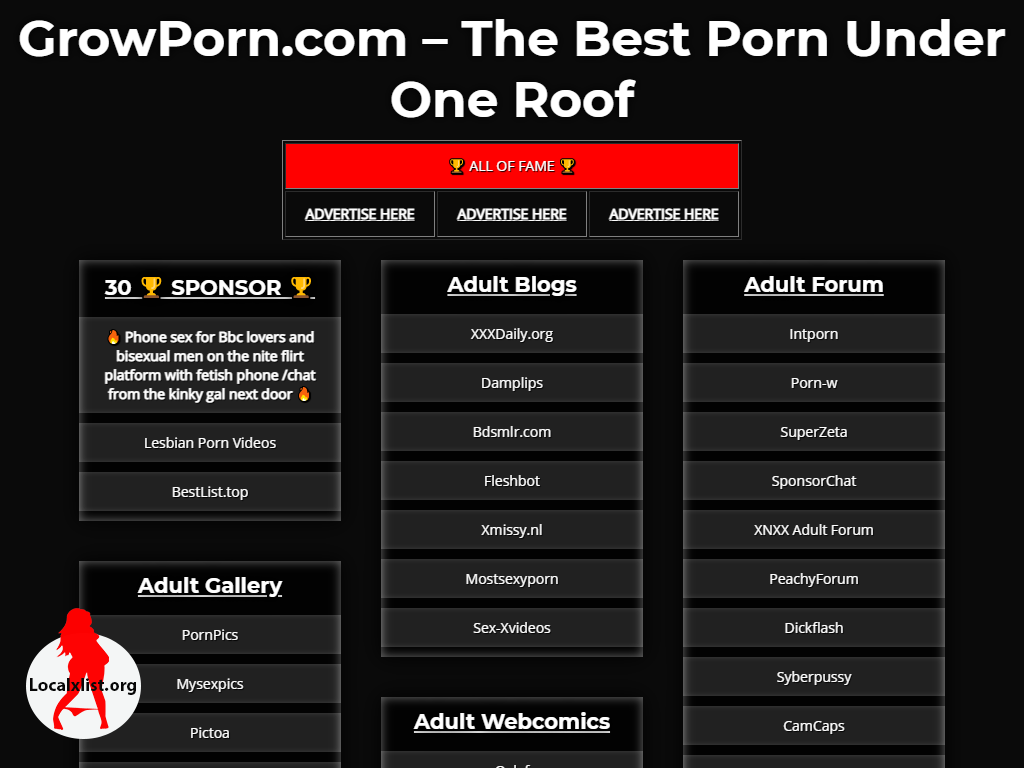 GrowPorn.com – The Best Porn Under
One Roof
🏆 ALL OF FAME 🏆
ADVERTISE HERE
ADVERTISE HERE
ADVERTISE HERE
30 🏆 SPONSOR 🏆
🔥 Phone sex for Bbc lovers and
bisexual men on the nite flirt
platform with fetish phone /chat
from the kinky gal next door 🔥
Lesbian Porn Videos
BestList.top
Adult Gallery
PornPics
Mysexpics
Pictoa
Localxlist.org
Adult Blogs
XXXDaily.org
Damplips
Bdsmlr.com
Fleshbot
Xmissy.nl
Mostsexyporn
Sex-Xvideos
Adult Webcomics
Adult Forum
Intporn
Porn-w
SuperZeta
SponsorChat
XNXX Adult Forum
PeachyForum
Dickflash
Syberpussy
CamCaps